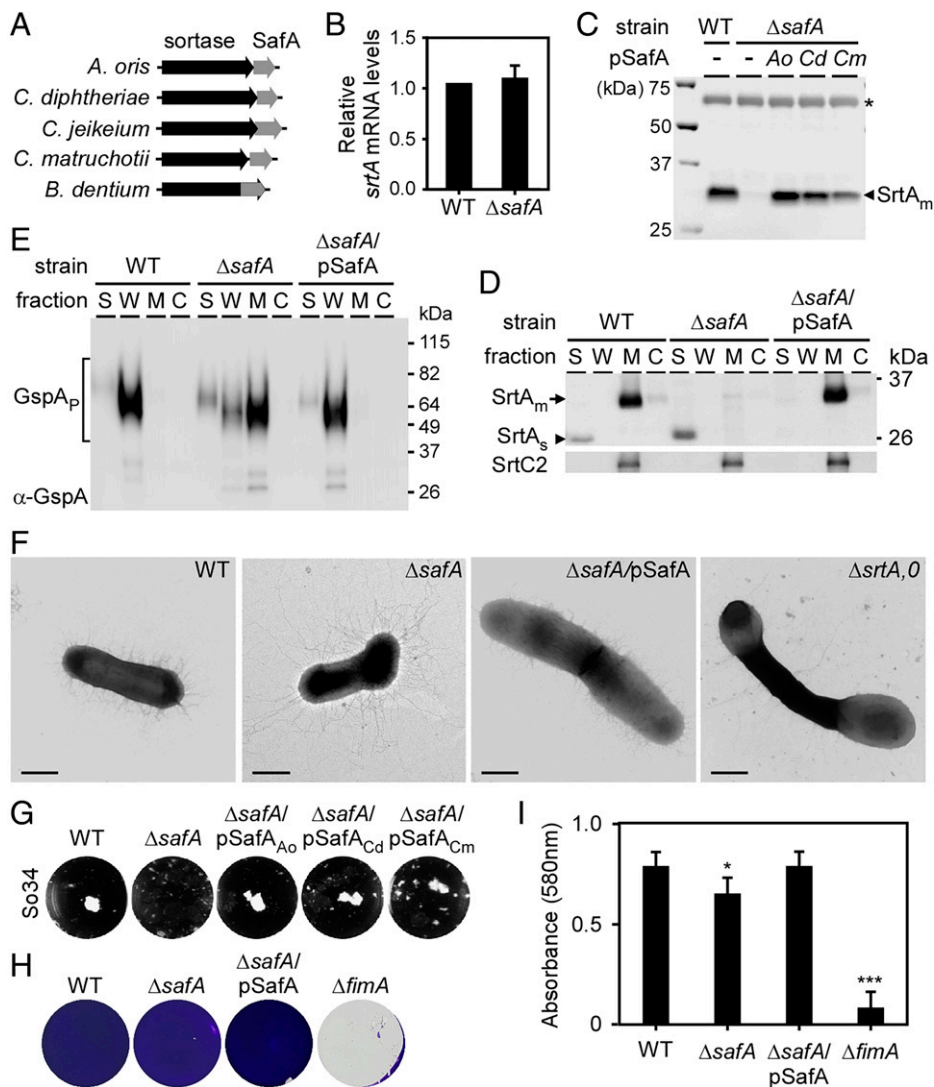 A
sortase SafA
A. oris
C. diphtheriae
C. jeikeium
C. matruchotii
B. dentium
B
Relative
srtA mRNA levels
1.5
1.0
0.5
0.0
WT
ΔsafA
C
strain WT ΔsafA
pSafA - - Ao Cd Cm
(kDa) 75
50
37
25
*
SrtAm
E
strain WT ΔsafA ΔsafA/
pSafA
fraction S W M C S W M C S W M C
kDa
115
82
64
49
37
26
GspAP
α-GspA
D
strain WT ΔsafA ΔsafA/
pSafA
fraction S W M C S W M C S W M C kDa
SrtAm
37
SrtAs
26
SrtC2
F
WT
ΔsafA
ΔsafA/pSafA
ΔsrtA,0
G
WT ΔsafA ΔsafA/
pSafAAo ΔsafA/
pSafACd ΔsafA/
pSafACm
So34
H
WT ΔsafA ΔsafA/
pSafA ΔfimA
I
Absorbance (580nm)
1.0
0.5
0
*
***
WT
ΔsafA
ΔsafA/
pSafA
ΔfimA